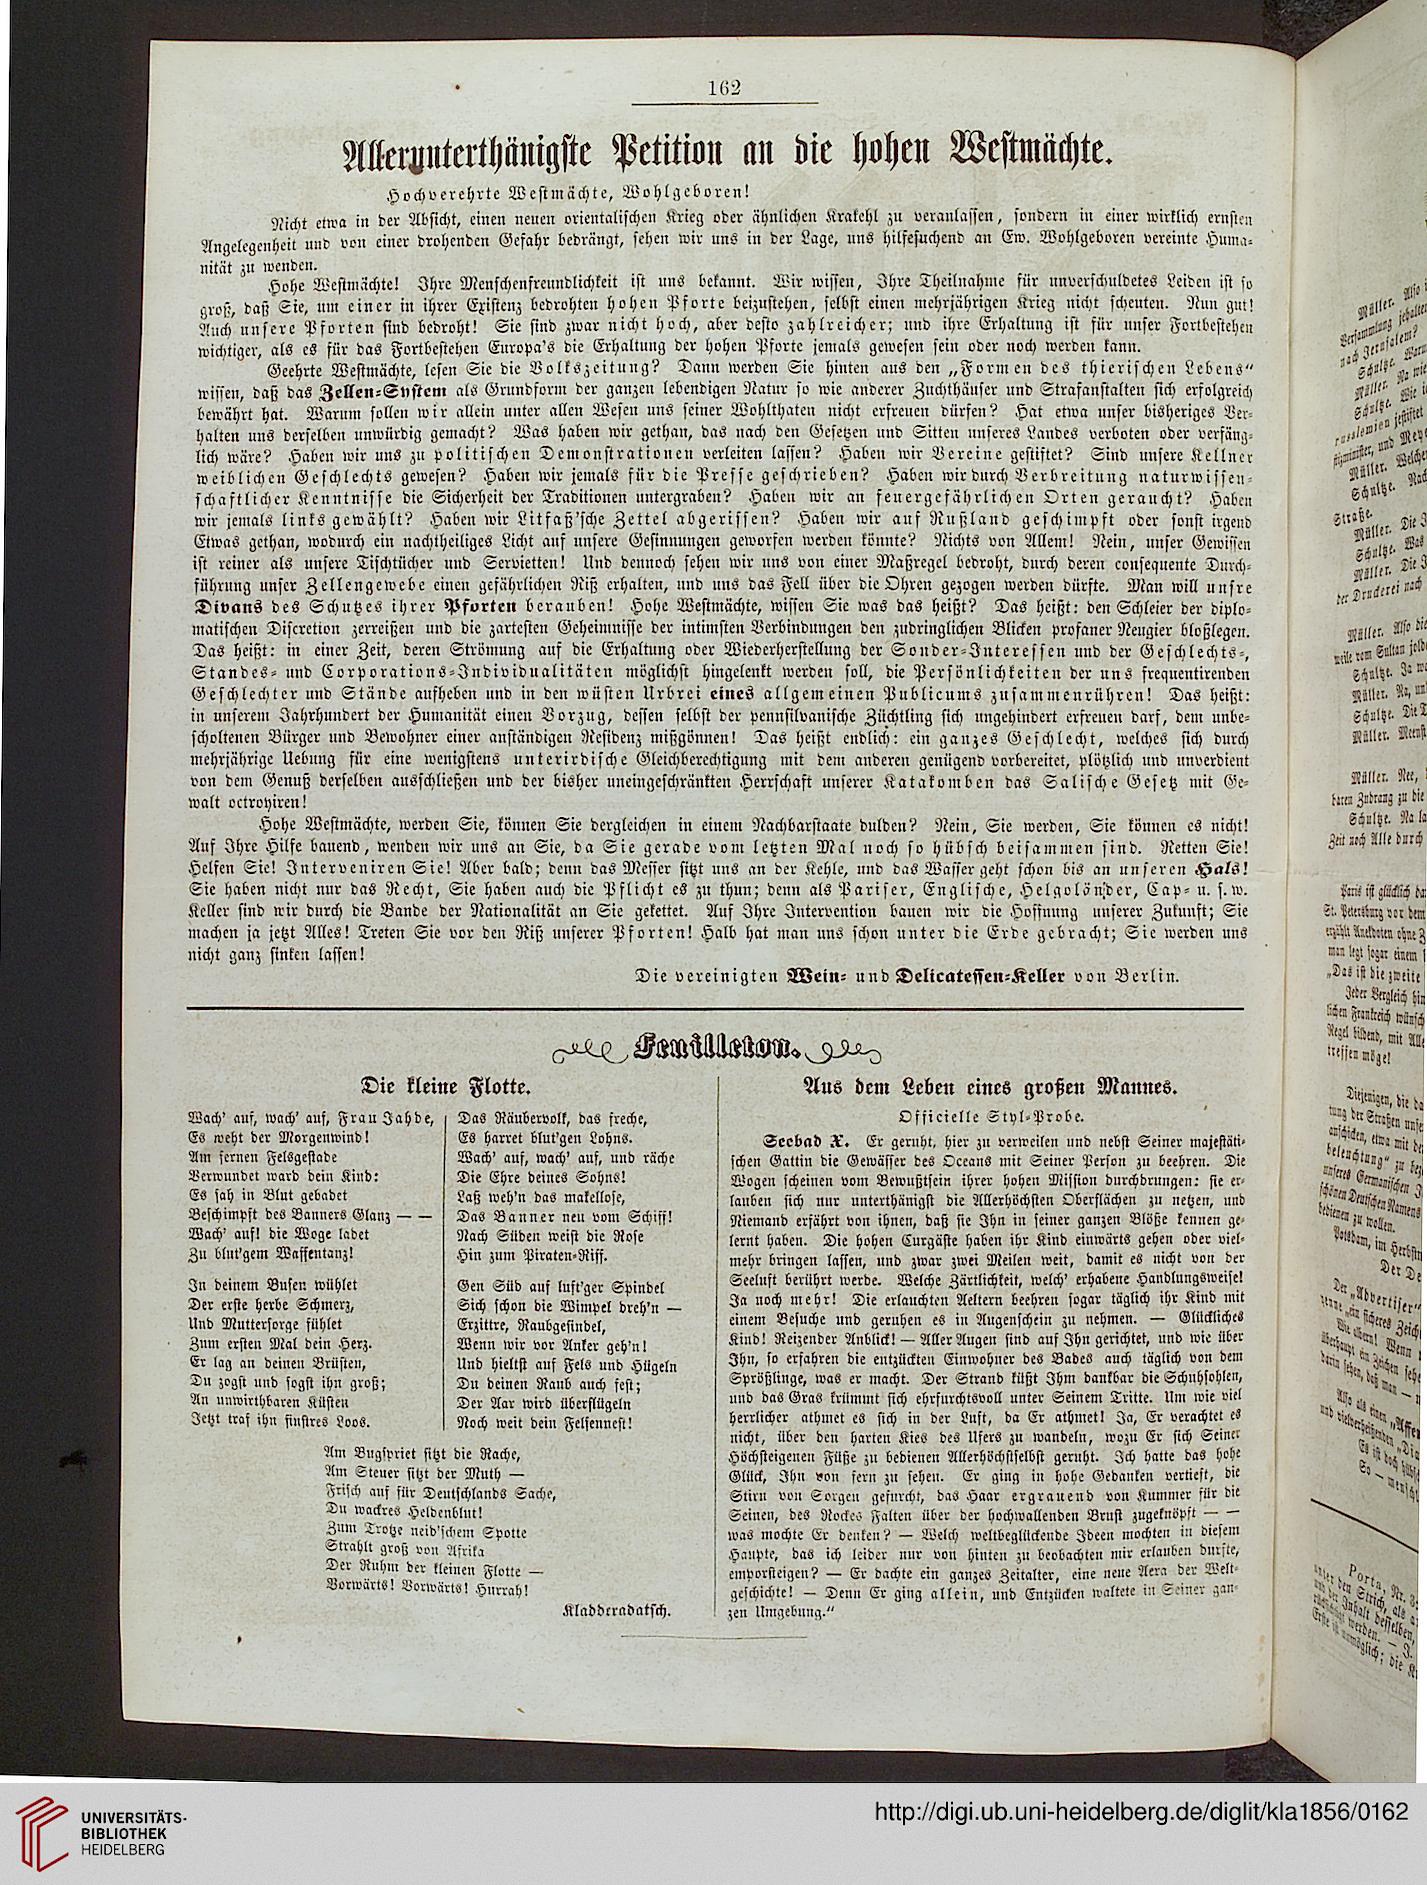 162
Allerunterthänigste Petition an die hohen Westmächte.
Hochverehrte Westmächte, Wohlgeboren!
Nicht etwa in der Absicht, einen neuen orientalischen Krieg oder ähnlichen Krakehl zu veranlassen, sondern in einer wirklich ernsten
Angelegenheit und von einer drohenden Gefahr bedrängt, sehen wir uns in der Lage, uns hilfesuchend an Ew. Wohlgeboren vereinte Huma-
nität zu wenden.
Hohe Westmächte! Ihre Menschenfreundlichkeit ist uns bekannt. Wir wissen, Ihre Theilnahme für unverschuldetes Leiden ist so
groß, daß Sie, um einer in ihrer Existenz bedrohten hohen Pforte beizustehen, selbst einen mehrjährigen Krieg nicht scheuten. Nun gut!
Auch unsere Pforten sind bedroht! Sie sind zwar nicht hoch, aber desto zahlreicher; und ihre Erhaltung ist für unser Fortbestehen
wichtiger, als es für das Fortbestehen Europa's die Erhaltung der hohen Pforte jemals gewesen sein oder noch werden kann.
Geehrte Westmächte, lesen Sie die Volkszeitung? Dann werden Sie hinten aus den „Formen des thierischen Lebens“
wissen, daß das Zellen-System als Grundform der ganzen lebendigen Natur so wie anderer Zuchthäuser und Strafanstalten sich erfolgreich
bewährt hat. Warum sollen wir allein unter allen Wesen uns seiner Wohlthaten nicht erfreuen dürfen? Hat etwa unser bisheriges Ver-
halten uns derselben unwürdig gemacht? Was haben wir gethan, das nach den Gesetzen und Sitten unseres Landes verboten oder verfäng-
lich wäre? Haben wir uns zu politischen Demonstrationen verleiten lassen? Haben wir Vereine gestiftet? Sind unsere Kellner
weiblichen Geschlechts gewesen? Haben wir jemals für die Presse geschrieben? Haben wir durch Verbreitung naturwissen-
schaftlicher Kenntnisse die Sicherheit der Traditionen untergraben? Haben wir an feuergefährlichen Orten geraucht? Haben
wir jemals links gewählt? Haben wir Litfaß'sche Zettel abgerissen? Haben wir auf Rußland geschimpft oder sonst irgend
Etwas gethan, wodurch ein nachtheiliges Licht auf unsere Gesinnungen geworfen werden könnte? Nichts von Allem! Nein, unser Gewissen
ist reiner als unsere Tischtücher und Servietten! Und dennoch sehen wir uns von einer Maßregel bedroht, durch deren consequente Durch-
führung unser Zellengewebe einen gefährlichen Riß erhalten, und uns das Fell über die Ohren gezogen werden dürfte. Man will unsre
Divans des Schutzes ihrer Pforten berauben! Hohe Westmächte, wissen Sie was das heißt? Das heißt: den Schleier der diplo-
matischen Discretion zerreißen und die zartesten Geheimnisse der intimsten Verbindungen den zudringlichen Blicken profaner Neugier bloßlegen.
Das heißt: in einer Zeit, deren Strömung auf die Erhaltung oder Wiederherstellung der Sonder-Interessen und der Geschlechts-,
Standes- und Corporations-Individualitäten möglichst hingelenkt werden soll, die Persönlichkeiten der uns frequentirenden
Geschlechter und Stände aufheben und in den wüsten Urbrei eines allgemeinen Publicums zusammenrühren! Das heißt:
in unserem Jahrhundert der Humanität einen Vorzug, dessen selbst der pennsilvanische Züchtling sich ungehindert erfreuen darf, dem unbe-
scholtenen Bürger und Bewohner einer anständigen Residenz mißgönnen! Das heißt endlich: ein ganzes Geschlecht, welches sich durch
mehrjährige Uebung für eine wenigstens unterirdische Gleichberechtigung mit dem anderen genügend vorbereitet, plötzlich und unverdient
von dem Genuß derselben ausschließen und der bisher uneingeschränkten Herrschaft unserer Katakomben das Salische Gesetz mit Ge-
walt octroyiren!
Hohe Westmächte, werden Sie, können Sie dergleichen in einem Nachbarstaate dulden? Nein, Sie werden, Sie können es nicht!
Auf Ihre Hilfe bauend, wenden wir uns an Sie, da Sie gerade vom letzten Mal noch so hübsch beisammen sind. Retten Sie!
Helfen Sie! Interveniren Sie! Aber bald; denn das Messer sitzt uns an der Kehle, und das Wasser geht schon bis an unseren Hals!
Sie haben nicht nur das Recht, Sie haben auch die Pflicht es zu thun; denn als Pariser, Englische, Helgoländer, Cap- u. s. w.
Keller sind wir durch die Bande der Nationalität an Sie gekettet. Auf Ihre Intervention bauen wir die Hoffnung unserer Zukunft; Sie
machen ja jetzt Alles! Treten Sie vor den Riß unserer Pforten! Halb hat man uns schon unter die Erde gebracht; Sie werden uns
nicht ganz sinken lassen!
Die vereinigten Wein- und Delicatessen-Keller von Berlin.
Feuilleton.
Die kleine Flotte.
Wach' auf, wach' auf, Frau Jahde,
Es weht der Morgenwind!
Am fernen Felsgestade
Verwundet ward dein Kind:
Es sah in Blut gebadet
Beschimpft des Banners Glanz — —
Wach' auf! die Woge ladet
Zu blut'gem Waffentanz!
In deinem Busen wühlet
Der erste herbe Schmerz,
Und Muttersorge fühlet
Zum ersten Mal dein Herz.
Er lag an deinen Brüsten,
Du zogst und sogst ihn groß;
An unwirthbaren Küsten
Jetzt traf ihn finstres Loos.
Das Räubervolk, das freche,
Es harret blut'gen Lohns.
Wach' auf, wach' auf, und räche
Die Ehre deines Sohns!
Laß weh'n das makellose,
Das Banner neu vom Schiff!
Nach Süden weist die Rose
Hin zum Piraten-Riff.
Gen Süd auf luft'ger Spindel
Sich schon die Wimpel dreh'n —
Erzittre, Raubgesindel,
Wenn wir vor Anker geh'n!
Und hieltst auf Fels und Hügeln
Du deinen Raub auch fest;
Der Aar wird überflügeln
Noch weit dein Felsennest!
Am Bugspriet sitzt die Rache,
Am Steuer sitzt der Muth —
Frisch auf für Deutschlands Sache,
Du wackres Heldenblut!
Zum Trotze neid'schem Spotte
Strahlt groß von Afrika
Der Ruhm der kleinen Flotte —
Vorwärts! Vorwärts! Hurrah!
Kladderadatsch.
Aus dem Leben eines großen Mannes.
Officielle Styl-Probe.
Seebad X. Er geruht, hier zu verweilen und nebst Seiner majestäti-
schen Gattin die Gewässer des Oceans mit Seiner Person zu beehren. Die
Wogen scheinen vom Bewußtsein ihrer hohen Mission durchdrungen: sie er-
lauben sich nur unterthänigst die Allerhöchsten Oberflächen zu netzen, und
Niemand erfährt von ihnen, daß sie Ihn in seiner ganzen Blöße kennen ge-
lernt haben. Die hohen Curgäste haben ihr Kind einwärts gehen oder viel-
mehr bringen lassen, und zwar zwei Meilen weit, damit es nicht von der
Seeluft berührt werde. Welche Zärtlichkeit, welch' erhabene Handlungsweise!
Ja noch mehr! Die erlauchten Aeltern beehren sogar täglich ihr Kind mit
einem Besuche und geruhen es in Augenschein zu nehmen. — Glückliches
Kind! Reizender Anblick! — Aller Augen sind auf Ihn gerichtet, und wie über
Ihn, so erfahren die entzückten Einwohner des Bades auch täglich von dem
Sprößlinge, was er macht. Der Strand küßt Ihm dankbar die Schuhsohlen,
und das Gras krümmt sich ehrfurchtsvoll unter Seinem Tritte. Um wie viel
herrlicher athmet es sich in der Luft, da Er athmet! Ja, Er verachtet es
nicht, über den harten Kies des Ufers zu wandeln, wozu Er sich Seiner
Höchsteigenen Füße zu bedienen Allerhöchstselbst geruht. Ich hatte das hohe
Glück, Ihn von fern zu sehen. Er ging in hohe Gedanken vertieft, die
Stirn von Sorgen gefurcht, das Haar ergrauend von Kummer für die
Seinen, des Rockes Falten über der hochwallenden Brust zugeknöpft — —
was mochte Er denken? — Welch weltbeglückende Ideen mochten in diesem
Haupte, das ich leider nur von hinten zu beobachten mir erlauben durfte,
emporsteigen? — Er dachte ein ganzes Zeitalter, eine neue Aera der Welt-
geschichte! — Denn Er ging allein, und Entzücken waltete in Seiner gan-
zen Umgebung.“
UNIVERSITÄTS-
BIBLIOTHEK
HEIDELBERG
http://digi.ub.uni-heidelberg.de/diglit/kla1856/0162